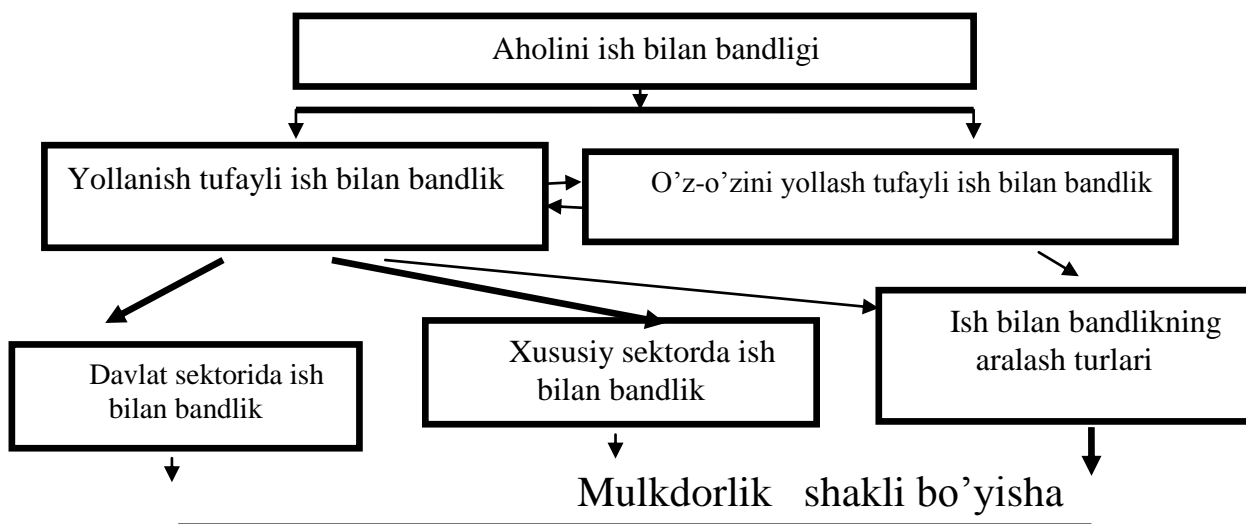 Aholini ish bilan bandligi
Yollanish tufayli ish bilan bandlik
O’z-o’zini yollash tufayli ish bilan bandlik
Davlat sektorida ish
bilan bandlik
Xususiy sektorda ish
bilan bandlik
Ish bilan bandlikning
aralash turlari
Mulkdorlik shakli bo’yisha